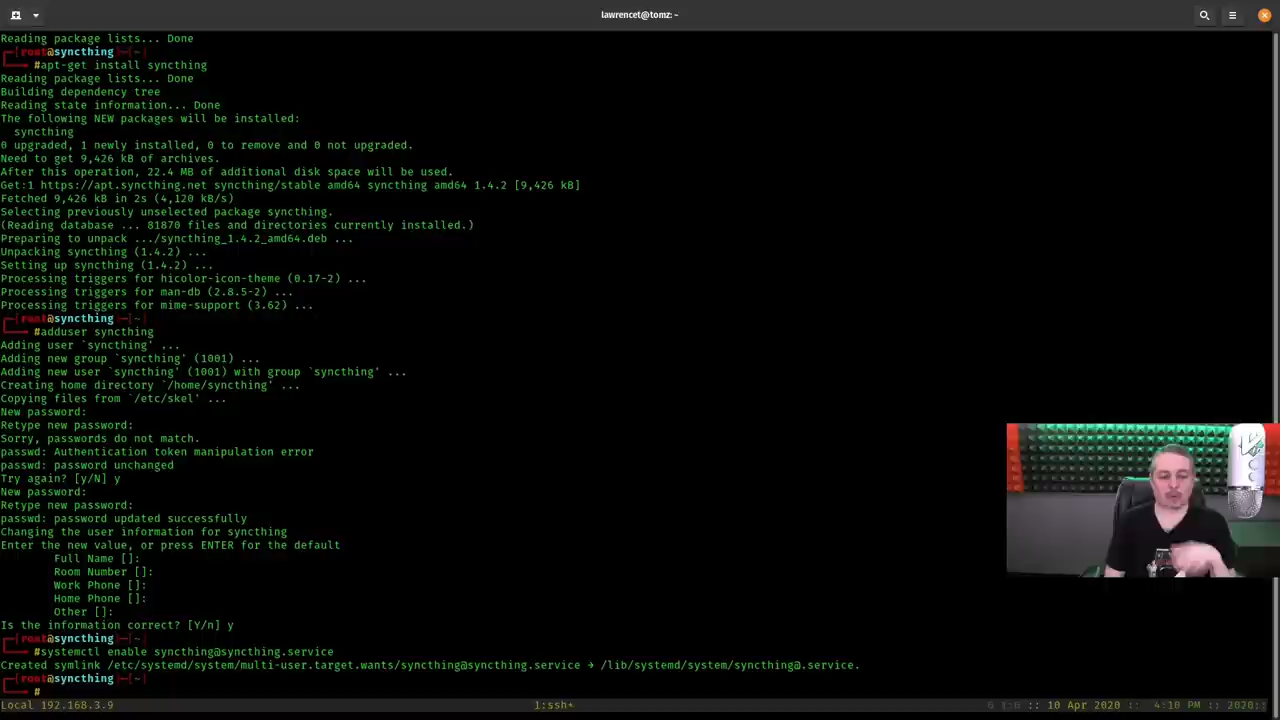 lawrencet@tomz: ~
Reading package lists... Done
[root@syncthing]─[~]
#apt-get install syncthing
Reading package lists... Done
Building dependency tree
Reading state information... Done
The following NEW packages will be installed:
syncthing
0 upgraded, 1 newly installed, 0 to remove and 0 not upgraded.
Need to get 9,426 kB of archives.
After this operation, 22.4 MB of additional disk space will be used.
Get:1 https://apt.syncthing.net syncthing/stable amd64 syncthing amd64 1.4.2 [9,426 kB]
Fetched 9,426 kB in 2s (4,120 kB/s)
Selecting previously unselected package syncthing.
(Reading database ... 81870 files and directories currently installed.)
Preparing to unpack .../syncthing_1.4.2_amd64.deb ...
Unpacking syncthing (1.4.2) ...
Setting up syncthing (1.4.2) ...
Processing triggers for hicolor-icon-theme (0.17-2) ...
Processing triggers for man-db (2.8.5-2) ...
Processing triggers for mime-support (3.62) ...
[root@syncthing]─[~]
#adduser syncthing
Adding user `syncthing' ...
Adding new group `syncthing' (1001) ...
Adding new user `syncthing' (1001) with group `syncthing' ...
Creating home directory `/home/syncthing' ...
Copying files from `/etc/skel' ...
New password:
Retype new password:
Sorry, passwords do not match.
passwd: Authentication token manipulation error
passwd: password unchanged
Try again? [y/N] y
New password:
Retype new password:
passwd: password updated successfully
Changing the user information for syncthing
Enter the new value, or press ENTER for the default
Full Name []:
Room Number []:
Work Phone []:
Home Phone []:
Other []:
Is the information correct? [Y/n] y
[root@syncthing]─[~]
#systemctl enable syncthing@syncthing.service
Created symlink /etc/systemd/system/multi-user.target.wants/syncthing@syncthing.service → /lib/systemd/system/syncthing@.service.
[root@syncthing]─[~]
#
Local 192.168.3.9 1:ssh* :: 10 Apr 2020 :: 4:10 PM :: 2020::